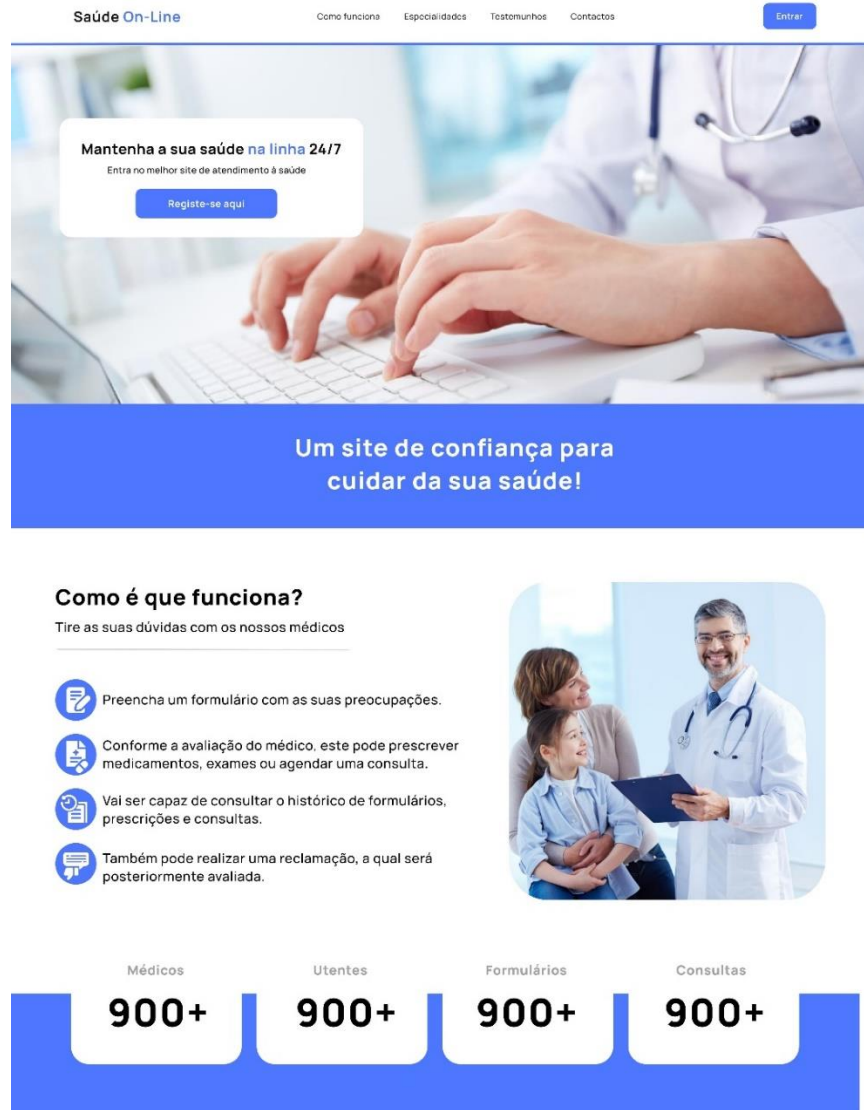 Saúde On-Line
Como funciona
Especialidades
Testemunhos
Contactos
Entrar
Mantenha a sua saúde na linha 24/7
Entra no melhor site de atendimento à saúde
Registe-se aqui
Um site de confiança para
cuidar da sua saúde!
Como é que funciona?
Tire as suas dúvidas com os nossos médicos
Preencha um formulário com as suas preocupações.
Conforme a avaliação do médico, este pode prescrever
medicamentos, exames ou agendar uma consulta.
Vai ser capaz de consultar o histórico de formulários,
prescrições e consultas.
Também pode realizar uma reclamação, a qual será
posteriormente avaliada.
Médicos
900+
Utentes
900+
Formulários
900+
Consultas
900+